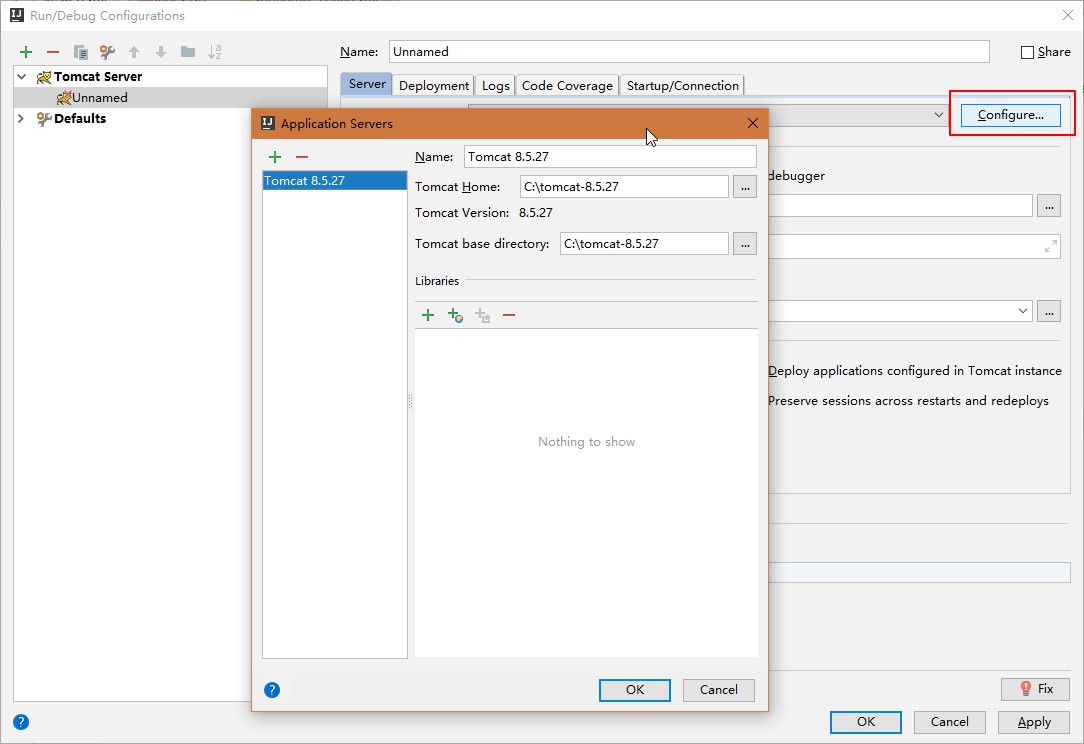 Run/Debug Configurations
Name: Unnamed
Share
Tomcat Server
Unnamed
Defaults
Server Deployment Logs Code Coverage Startup/Connection
Configure...
debugger
...
...
Deploy applications configured in Tomcat instance
Preserve sessions across restarts and redeploys
Application Servers
Tomcat 8.5.27
Name: Tomcat 8.5.27
Tomcat Home: C:\tomcat-8.5.27 ...
Tomcat Version: 8.5.27
Tomcat base directory: C:\tomcat-8.5.27 ...
Libraries
Nothing to show
? OK Cancel
Fix
? OK Cancel Apply